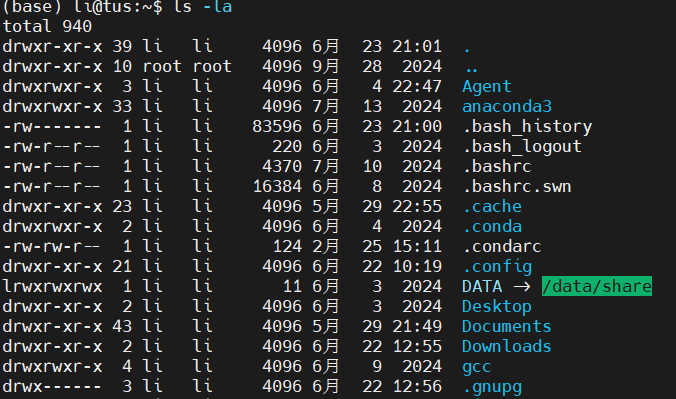 (base) li@tus:~$ ls -la
total 940
drwxr-xr-x 39 li   li    4096 6月  23 21:01 .
drwxr-xr-x 10 root root  4096 9月  28  2024 ..
drwxrwxr-x  3 li   li    4096 6月   4 22:47 Agent
drwxrwxr-x 33 li   li    4096 7月  13  2024 anaconda3
-rw-------  1 li   li   83596 6月  23 21:00 .bash_history
-rw-r--r--  1 li   li     220 6月   3  2024 .bash_logout
-rw-r--r--  1 li   li    4370 7月  10  2024 .bashrc
-rw-r--r--  1 li   li   16384 6月   8  2024 .bashrc.swn
drwxr-xr-x 23 li   li    4096 5月  29 22:55 .cache
drwxrwxr-x  2 li   li    4096 6月   4  2024 .conda
-rw-rw-r--  1 li   li     124 2月  25 15:11 .condarc
drwxr-xr-x 21 li   li    4096 6月  22 10:19 .config
lrwxrwxrwx  1 li   li      11 6月   3  2024 DATA -> /data/share
drwxr-xr-x  2 li   li    4096 6月   3  2024 Desktop
drwxr-xr-x 43 li   li    4096 5月  29 21:49 Documents
drwxr-xr-x  2 li   li    4096 6月  22 12:55 Downloads
drwxrwxr-x  4 li   li    4096 6月   9  2024 gcc
drwx------  3 li   li    4096 6月  22 12:56 .gnupg